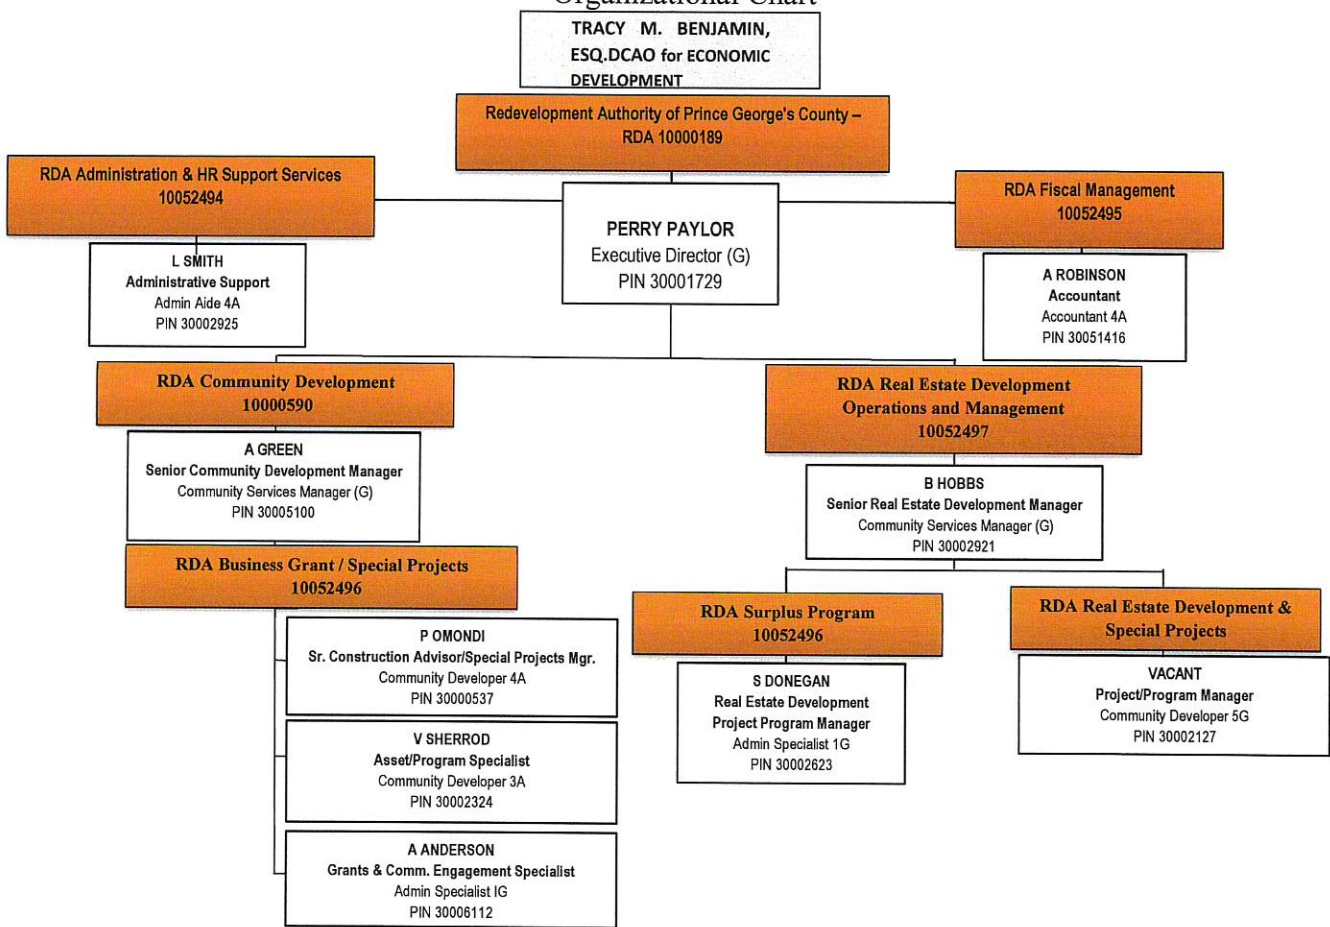 Organizational Chart
TRACY M. BENJAMIN,
ESQ.DCAO for ECONOMIC
DEVELOPMENT
Redevelopment Authority of Prince George's County –
RDA 10000189
RDA Administration & HR Support Services
10052494
RDA Fiscal Management
10052495
PERRY PAYLOR
Executive Director (G)
PIN 30001729
L SMITH
Administrative Support
Admin Aide 4A
PIN 30002925
A ROBINSON
Accountant
Accountant 4A
PIN 30051416
RDA Community Development
10000590
RDA Real Estate Development
Operations and Management
10052497
A GREEN
Senior Community Development Manager
Community Services Manager (G)
PIN 30005100
B HOBBS
Senior Real Estate Development Manager
Community Services Manager (G)
PIN 30002921
RDA Business Grant / Special Projects
10052496
RDA Surplus Program
10052496
RDA Real Estate Development &
Special Projects
P OMONDI
Sr. Construction Advisor/Special Projects Mgr.
Community Developer 4A
PIN 30000537
S DONEGAN
Real Estate Development
Project Program Manager
Admin Specialist 1G
PIN 30002623
VACANT
Project/Program Manager
Community Developer 5G
PIN 30002127
V SHERROD
Asset/Program Specialist
Community Developer 3A
PIN 30002324
A ANDERSON
Grants & Comm. Engagement Specialist
Admin Specialist IG
PIN 30006112